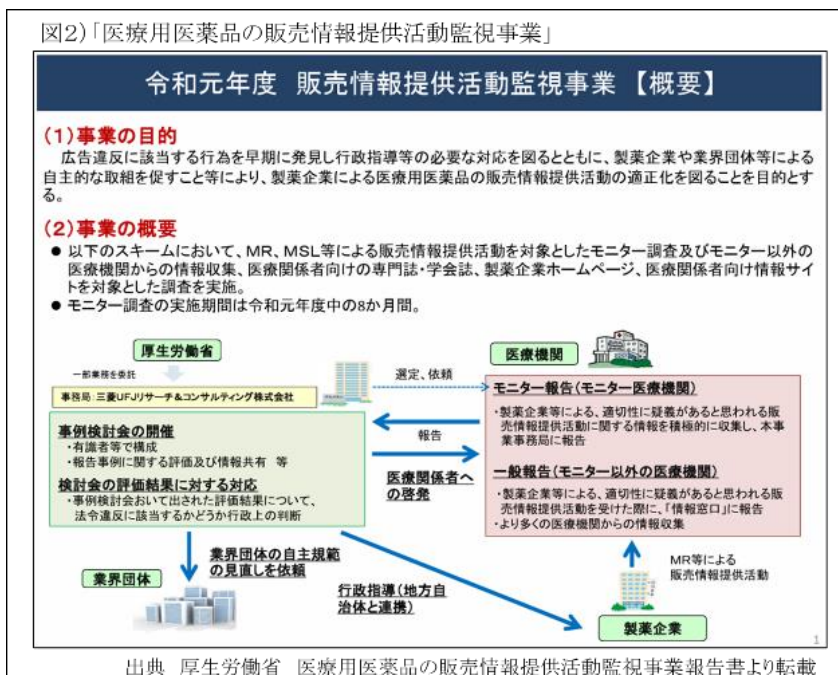 図2)「医療用医薬品の販売情報提供活動監視事業」
令和元年度 販売情報提供活動監視事業 【概要】
(1)事業の目的
広告違反に該当する行為を早期に発見し行政指導等の必要な対応を図るとともに、製薬企業や業界団体等による
自主的な取組を促すこと等により、製薬企業による医療用医薬品の販売情報提供活動の適正化を図ることを目的とす
る。
(2)事業の概要
● 以下のスキームにおいて、MR、MSL等による販売情報提供活動を対象としたモニター調査及びモニター以外の
医療機関からの情報収集、医療関係者向けの専門誌・学会誌、製薬企業ホームページ、医療関係者向け情報サイ
トを対象とした調査を実施。
● モニター調査の実施期間は令和元年度中の8か月間。
厚生労働省
一部業務を委託
事務局:三菱UFJリサーチ&コンサルティング株式会社
事例検討会の開催
・有識者等で構成
・報告事例に関する評価及び情報共有 等
検討会の評価結果に対する対応
・事例検討会おいて出された評価結果について、
法令違反に該当するかどうか行政上の判断
選定、依頼
報告
医療関係者へ
の啓発
医療機関
モニター報告(モニター医療機関)
・製薬企業等による、適切性に疑義があると思われる販
売情報提供活動に関する情報を積極的に収集し、本事
業事務局に報告
一般報告(モニター以外の医療機関)
・製薬企業等による、適切性に疑義があると思われる販
売情報提供活動を受けた際に、「情報窓口」に報告
・より多くの医療機関からの情報収集
業界団体の自主規範
の見直しを依頼
業界団体
行政指導(地方自
治体と連携)
MR等による
販売情報提供活動
製薬企業
1
出典 厚生労働省 医療用医薬品の販売情報提供活動監視事業報告書より転載